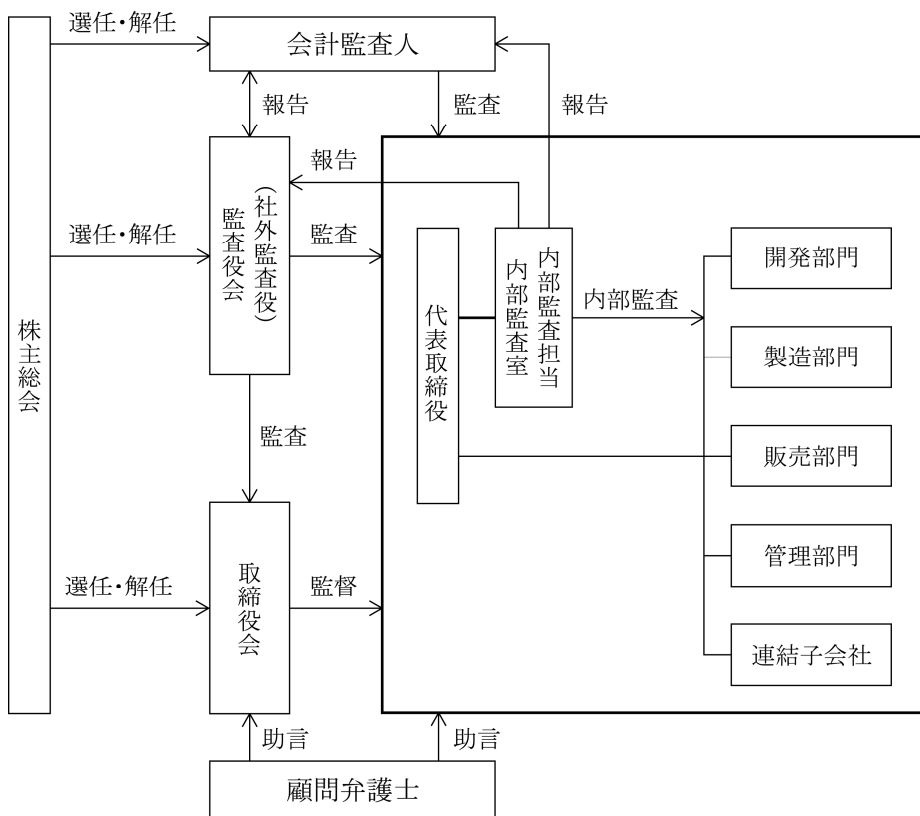 選任・解任
会計監査人
報告
監査
報告
報告
株主総会
選任・解任
監査役会
(社外監査役)
監査
代表取締役
内部監査室
内部監査担当
内部監査
開発部門
製造部門
販売部門
管理部門
連結子会社
監査
選任・解任
取締役会
監督
助言
助言
顧問弁護士